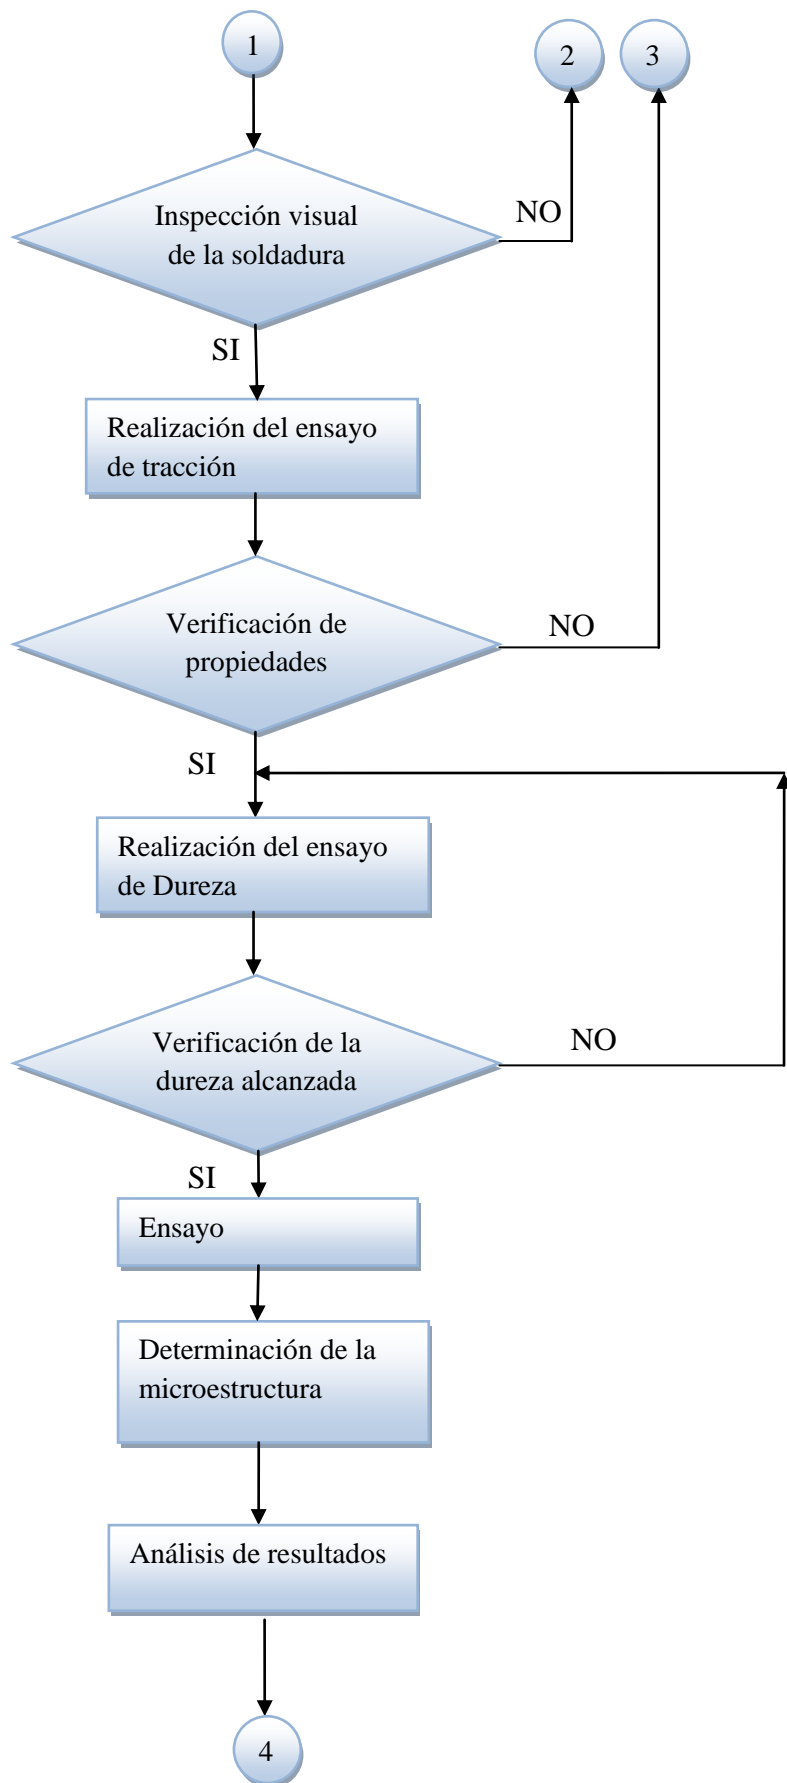 1
2
3
Inspección visual
de la soldadura
NO
SI
Realización del ensayo
de tracción
Verificación de
propiedades
NO
SI
Realización del ensayo
de Dureza
Verificación de la
dureza alcanzada
NO
SI
Ensayo
Determinación de la
microestructura
Análisis de resultados
4